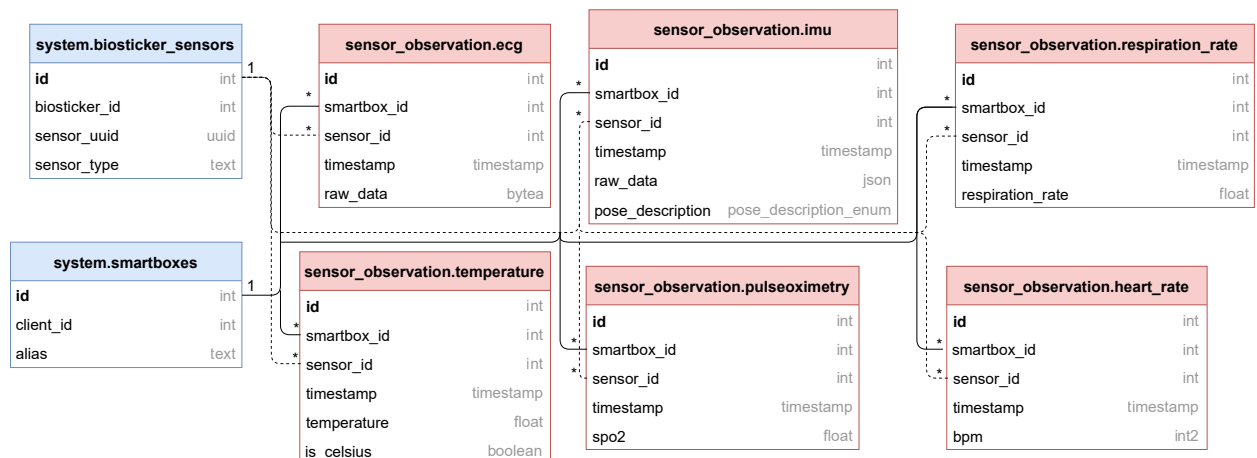 system.biosticker_sensors
id int
biosticker_id int
sensor_uuid uuid
sensor_type text
1
sensor_observation.ecg
id int
* smartbox_id int
* sensor_id int
timestamp timestamp
raw_data bytea
sensor_observation.imu
id int
* smartbox_id int
* sensor_id int
timestamp timestamp
raw_data json
pose_description pose_description_enum
sensor_observation.respiration_rate
id int
* smartbox_id int
* sensor_id int
timestamp timestamp
respiration_rate float
system.smartboxes
id int
client_id int
alias text
1
sensor_observation.temperature
id int
* smartbox_id int
* sensor_id int
timestamp timestamp
temperature float
is_celsius boolean
sensor_observation.pulseoximetry
id int
* smartbox_id int
* sensor_id int
timestamp timestamp
spo2 float
sensor_observation.heart_rate
id int
* smartbox_id int
* sensor_id int
timestamp timestamp
bpm int2